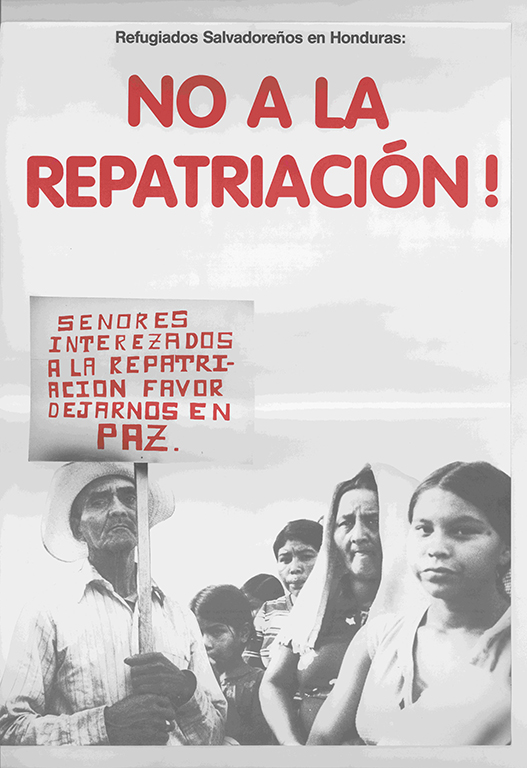 Refugiados Salvadoreños en Honduras:
NO A LA
REPATRIACIÓN!
SENORES
INTEREZADOS
A LA REPATRI-
ACION FAVOR
DEJARNOS EN
PAZ.